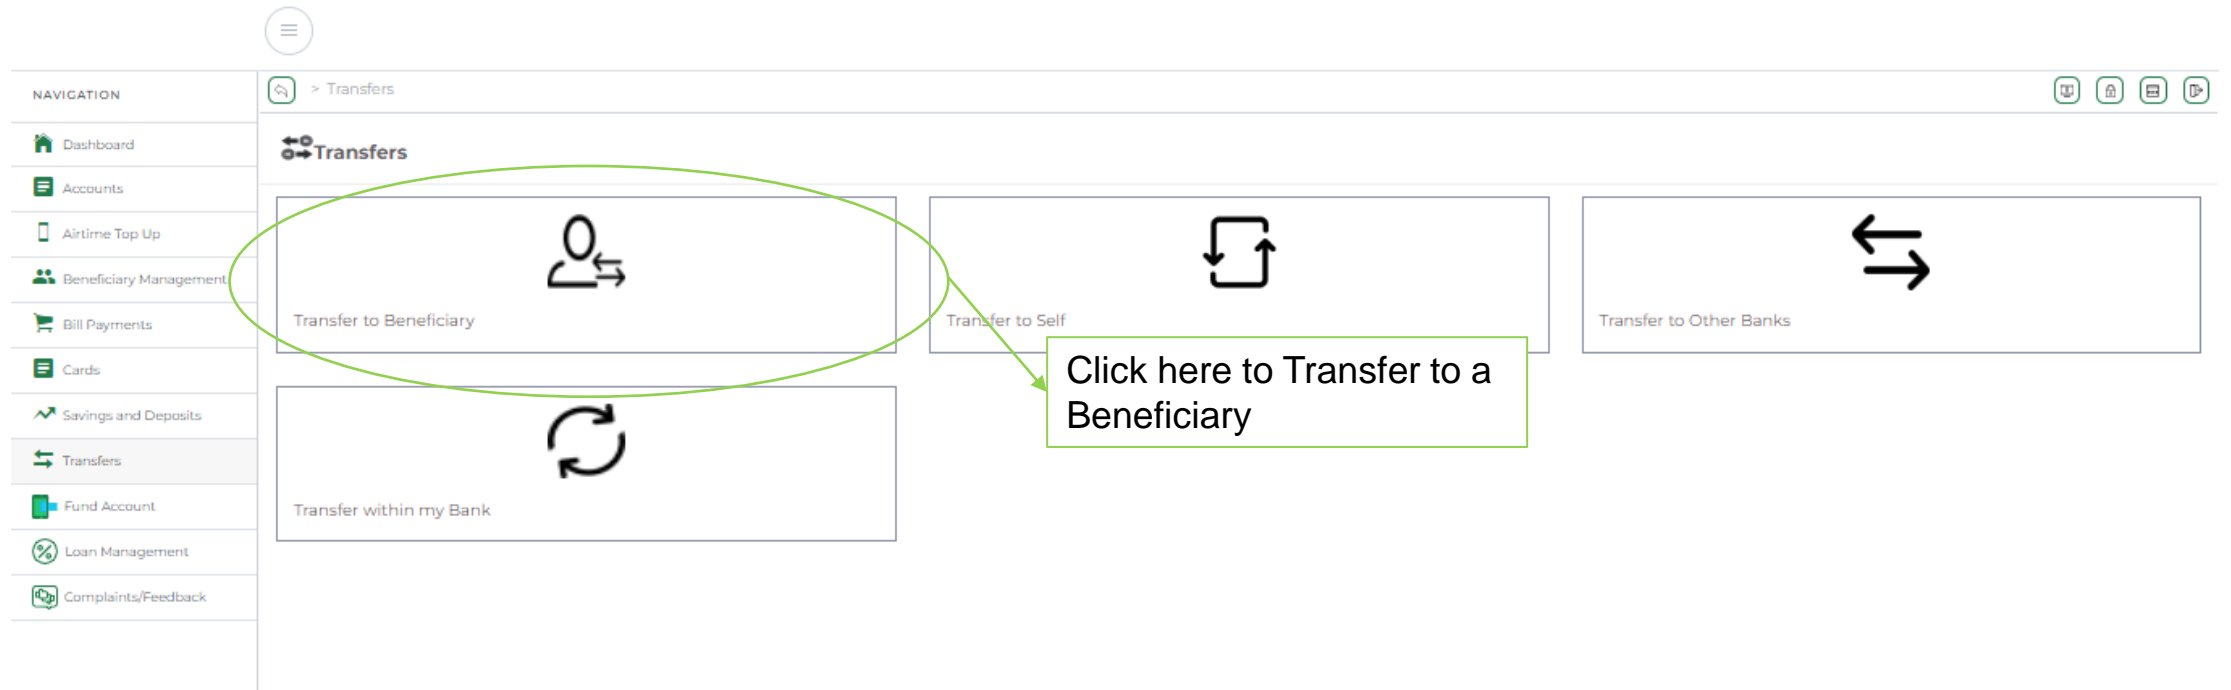 NAVIGATION
> Transfers
Dashboard
Transfers
Accounts
Airtime Top Up
Beneficiary Management
Bill Payments
Cards
Savings and Deposits
Transfers
Fund Account
Loan Management
Complaints/Feedback
Transfer to Beneficiary
Transfer to Self
Transfer to Other Banks
Click here to Transfer to a
Beneficiary
Transfer within my Bank